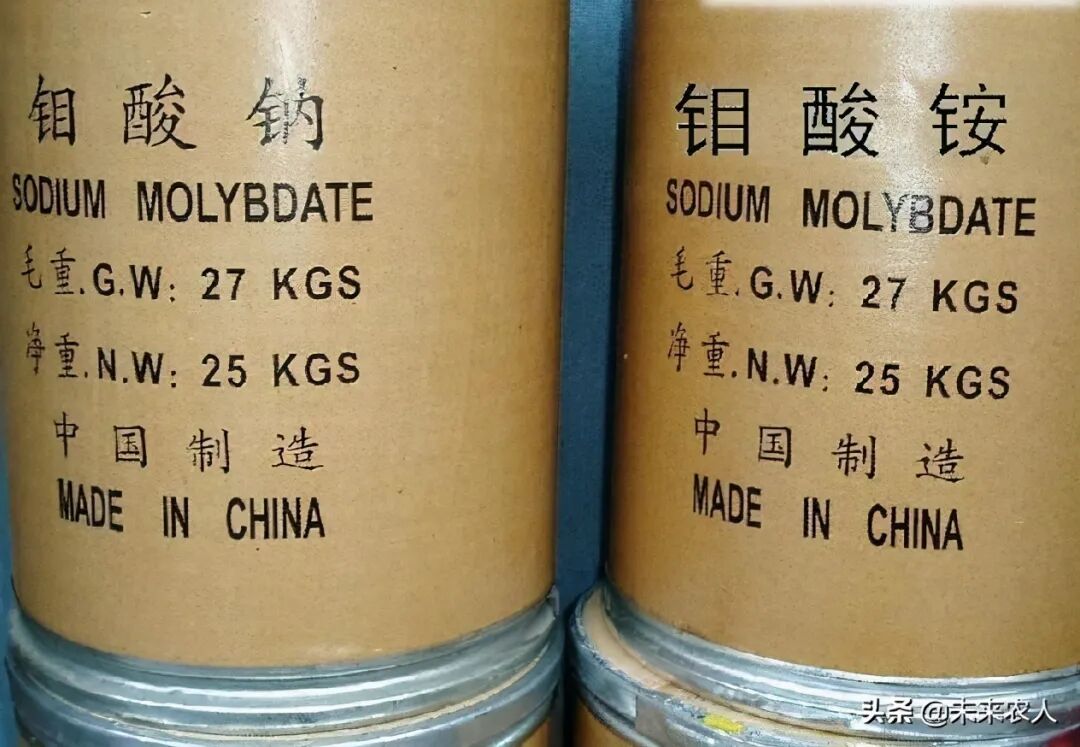 钼酸钠
SODIUM MOLYBDATE
毛重.G.W: 27 KGS
净重.N.W: 25 KGS
中国制造
MADE IN CHINA
钼酸铵
SODIUM MOLYBDATE
毛重.G.W: 27 KGS
净重.N.W: 25 KGS
中国制造
MADE IN CHINA
头条 @未来农人